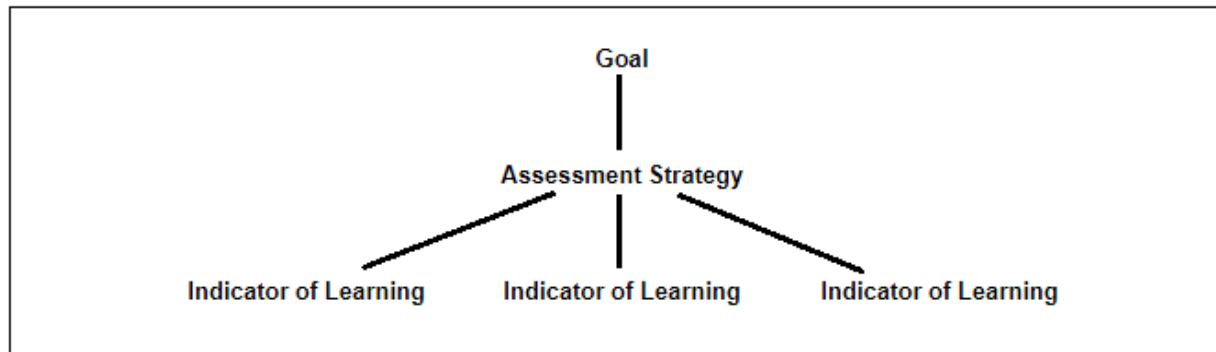 Goal
Assessment Strategy
Indicator of Learning Indicator of Learning Indicator of Learning